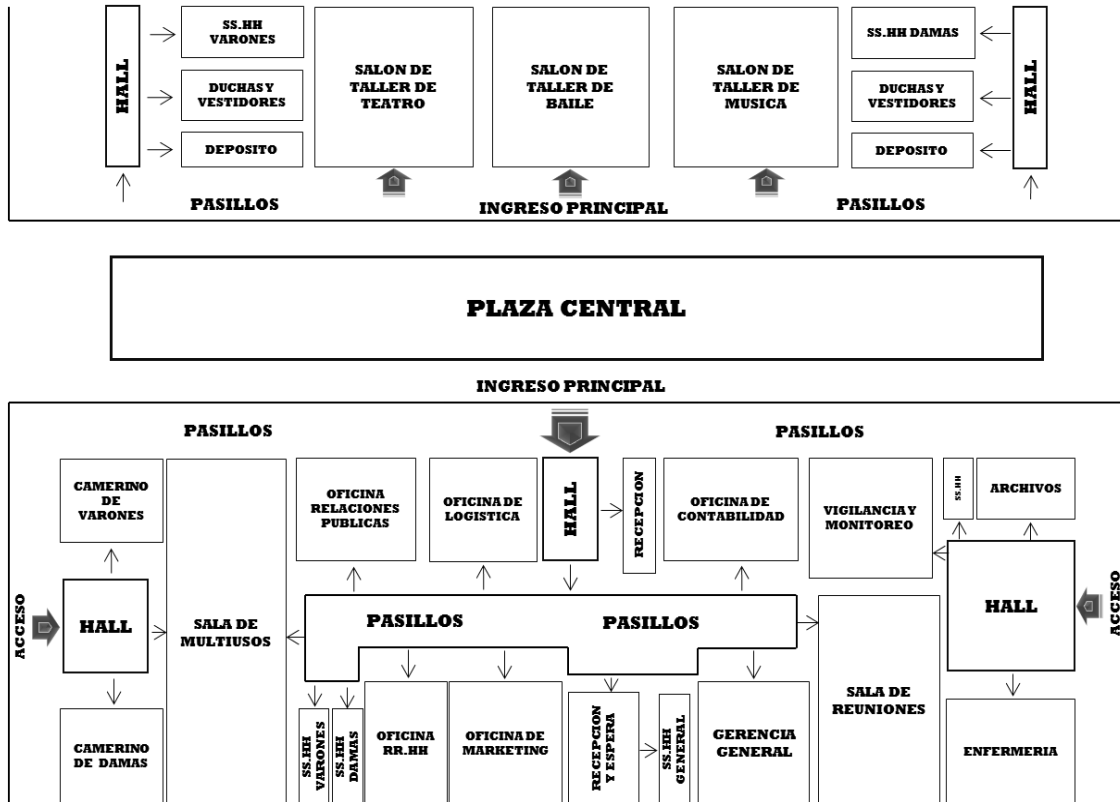 HALL
SS.HH
VARONES
DUCHAS Y
VESTIDORES
DEPOSITO
SALON DE
TALLER DE
TEATRO
SALON DE
TALLER DE
BAILE
SALON DE
TALLER DE
MUSICA
SS.HH DAMAS
DUCHAS Y
VESTIDORES
DEPOSITO
HALL
PASILLOS
INGRESO PRINCIPAL
PASILLOS
PLAZA CENTRAL
INGRESO PRINCIPAL
PASILLOS
PASILLOS
CAMERINO
DE
VARONES
OFICINA
RELACIONES
PUBLICAS
OFICINA DE
LOGISTICA
HALL
RECEPCION
OFICINA DE
CONTABILIDAD
VIGILANCIA Y
MONITOREO
SS.HH
ARCHIVOS
ACCESO
HALL
SALA DE
MULTIUSOS
PASILLOS
PASILLOS
HALL
ACCESO
CAMERINO
DE DAMAS
SS.HH
VARONES
SS.HH
DAMAS
OFICINA
RR.HH
OFICINA DE
MARKETING
RECEPCION
Y ESPERA
SS.HH
GENERAL
GERENCIA
GENERAL
SALA DE
REUNIONES
ENFERMERIA